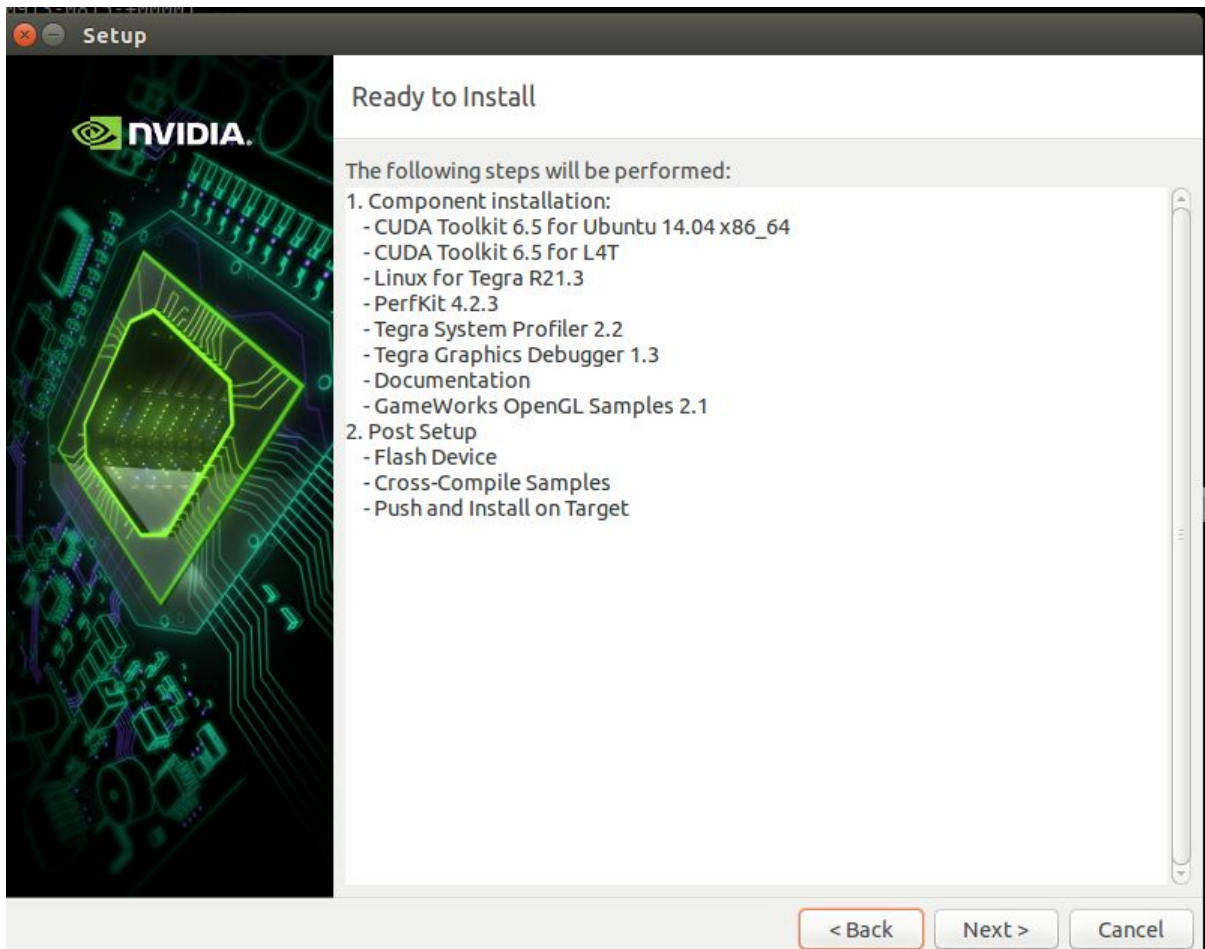 Setup
NVIDIA.
Ready to Install
The following steps will be performed:
1. Component installation:
- CUDA Toolkit 6.5 for Ubuntu 14.04 x86_64
- CUDA Toolkit 6.5 for L4T
- Linux for Tegra R21.3
- PerfKit 4.2.3
- Tegra System Profiler 2.2
- Tegra Graphics Debugger 1.3
- Documentation
- GameWorks OpenGL Samples 2.1
2. Post Setup
- Flash Device
- Cross-Compile Samples
- Push and Install on Target
< Back Next > Cancel